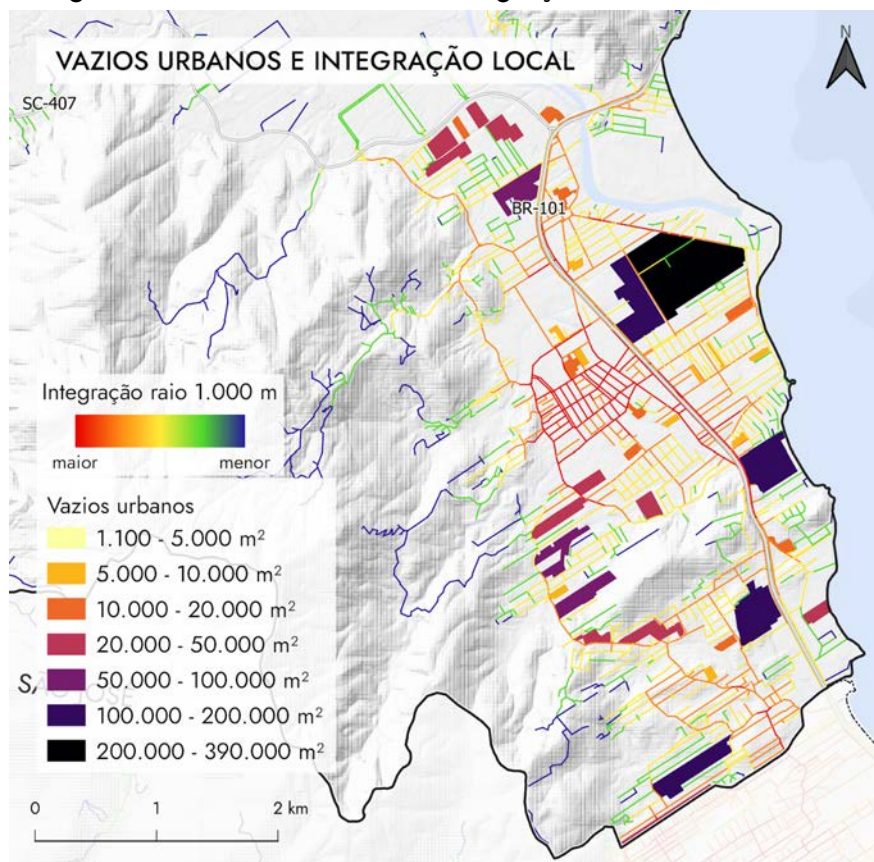 VAZIOS URBANOS E INTEGRAÇÃO LOCAL
N
SC-407
BR-101
Integração raio 1.000 m
maior
menor
Vazios urbanos
1.100 - 5.000 m²
5.000 - 10.000 m²
10.000 - 20.000 m²
20.000 - 50.000 m²
50.000 - 100.000 m²
100.000 - 200.000 m²
200.000 - 390.000 m²
SÃO JOSÉ
0 1 2 km